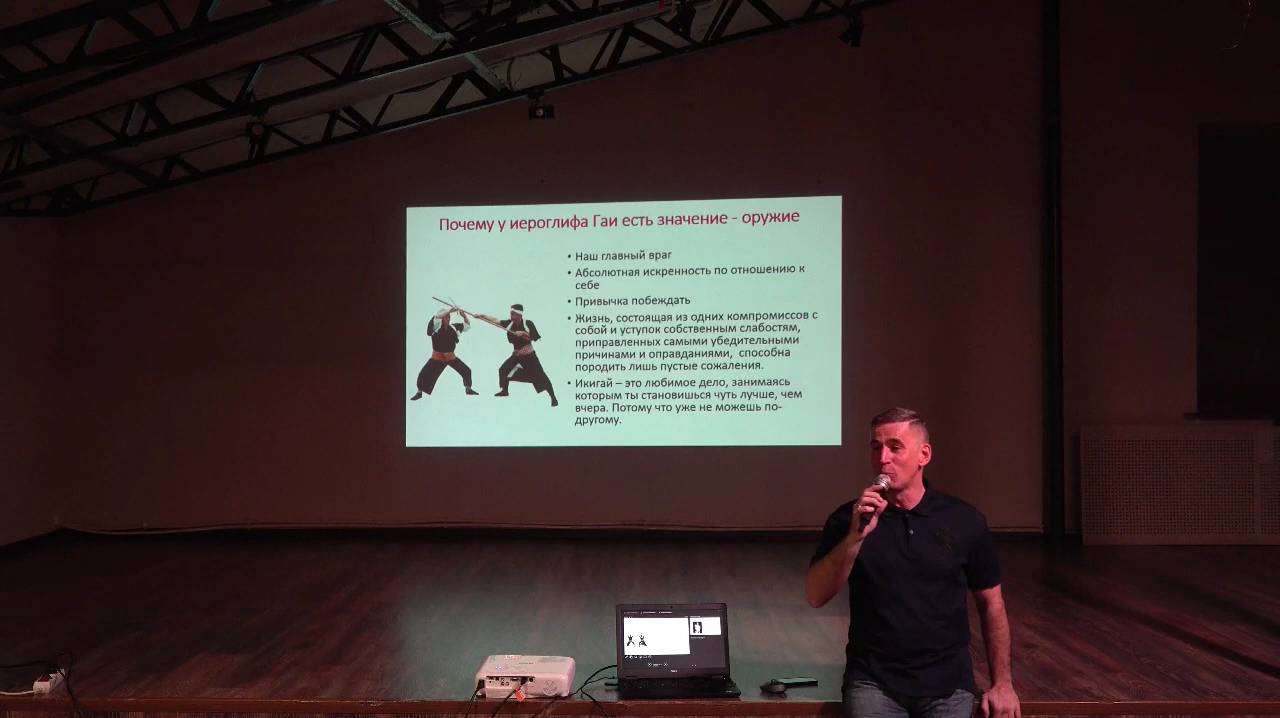 Почему у иероглифа Гаи есть значение - оружие
• Наш главный враг
• Абсолютная искренность по отношению к
себе
• Привычка побеждать
• Жизнь, состоящая из одних компромиссов с
собой и уступок собственным слабостям,
приправленных самыми убедительными
причинами и оправданиями, способна
породить лишь пустые сожаления.
• Икигай – это любимое дело, занимаясь
которым ты становишься чуть лучше, чем
вчера. Потому что уже не можешь по-
другому.